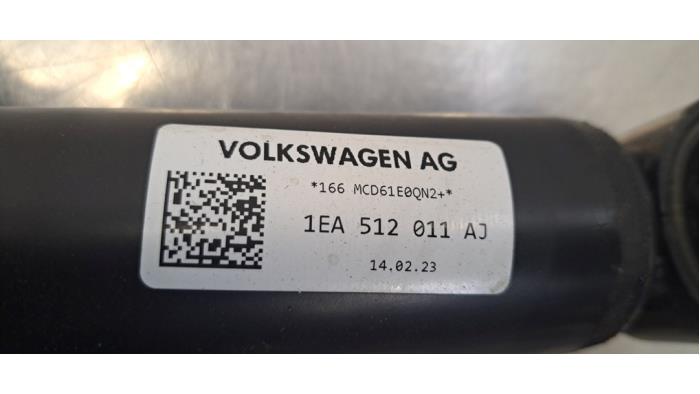 VOLKSWAGEN AG
*166 MCD61E0QN2+*
1EA 512 011 AJ
14.02.23